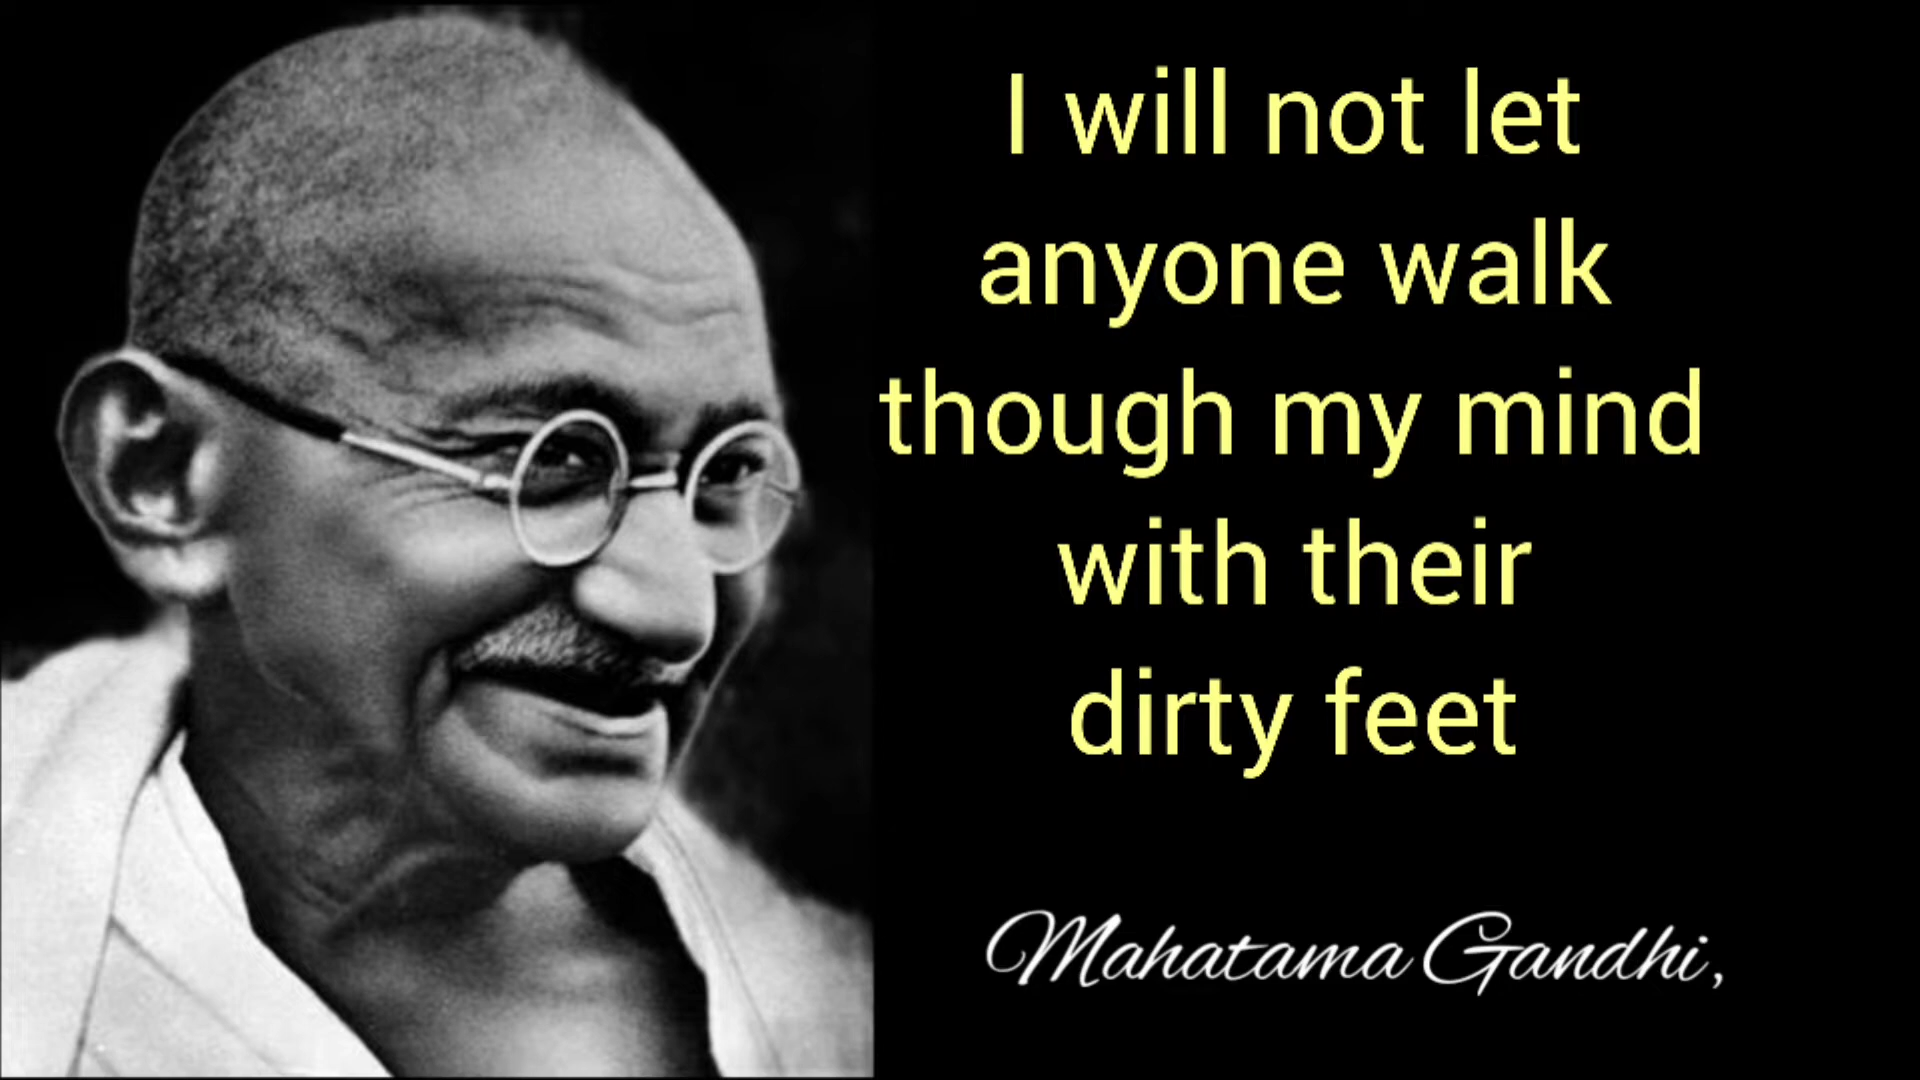 I will not let
anyone walk
though my mind
with their
dirty feet
Mahatama Gandhi,